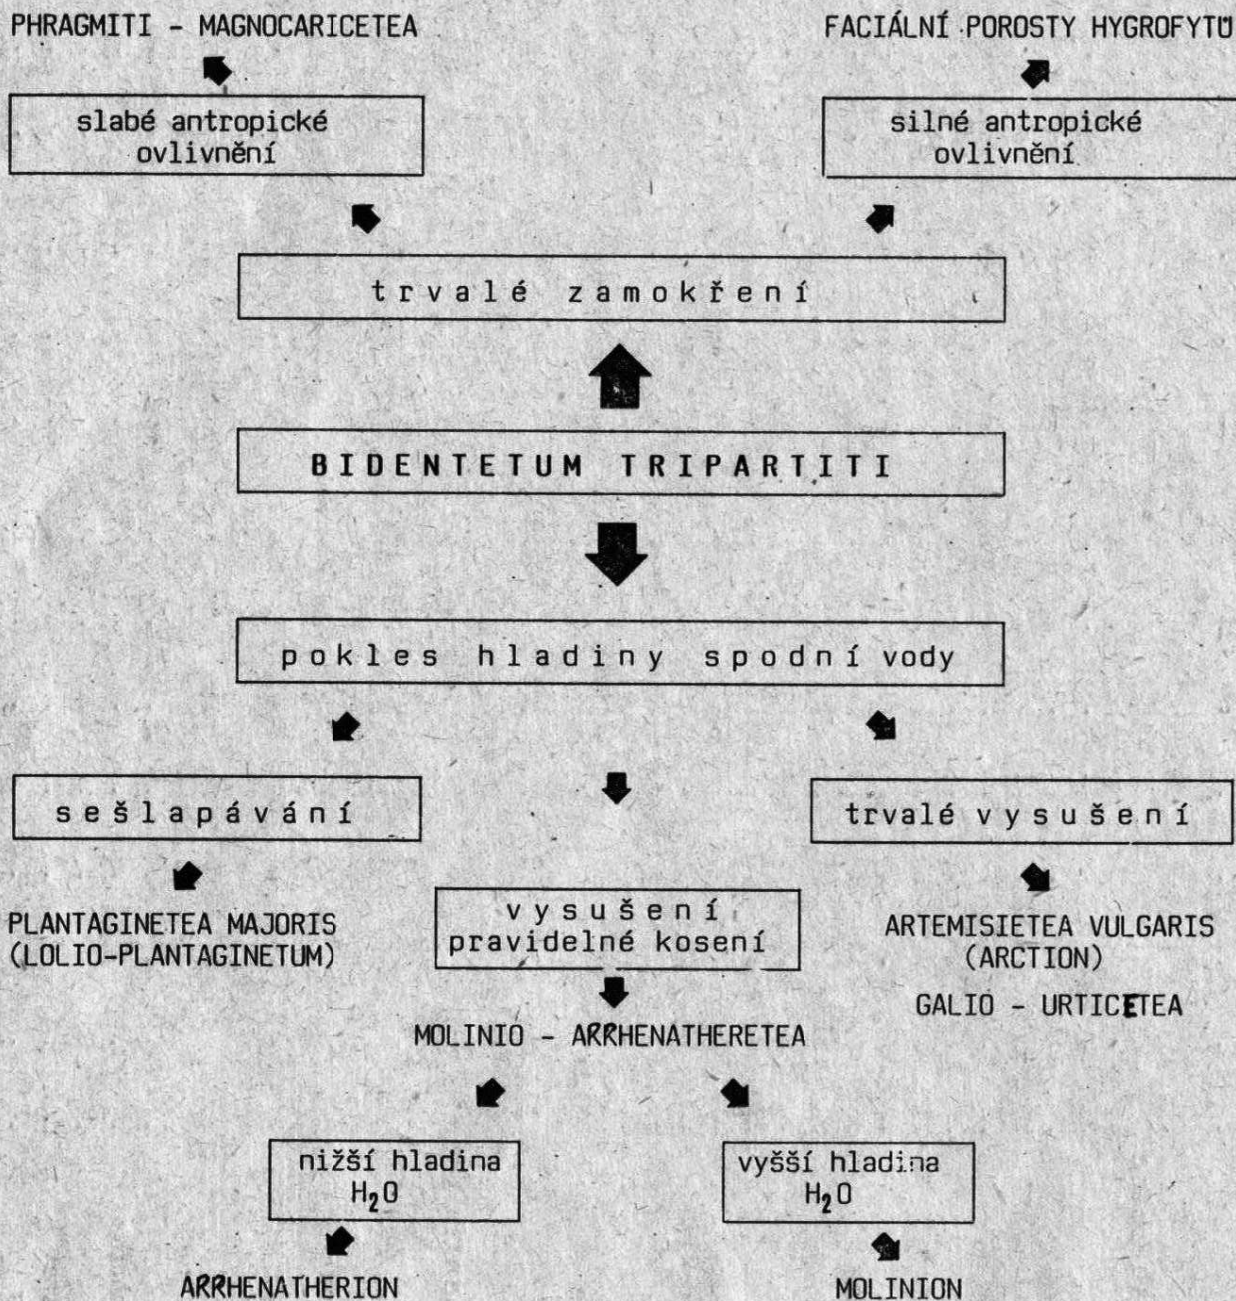 PHRAGMITI - MAGNOCARICETEA
FACIÁLNÍ POROSTY HYGROFYTŮ
slabé antropické
ovlivnění
silné antropické
ovlivnění
trvalé zamokření
BIDENTETUM TRIPARTITI
pokles hladiny spodní vody
sešlapávání
trvalé vysušení
PLANTAGINETEA MAJORIS
(LOLIO-PLANTAGINETUM)
vysušení
pravidelné kosení
ARTEMISIETEA VULGARIS
(ARCTION)
GALIO - URTICETEA
MOLINIO - ARRHENATHERETEA
nižší hladina
H₂O
vyšší hladina
H₂O
ARRHENATHERION
MOLINION